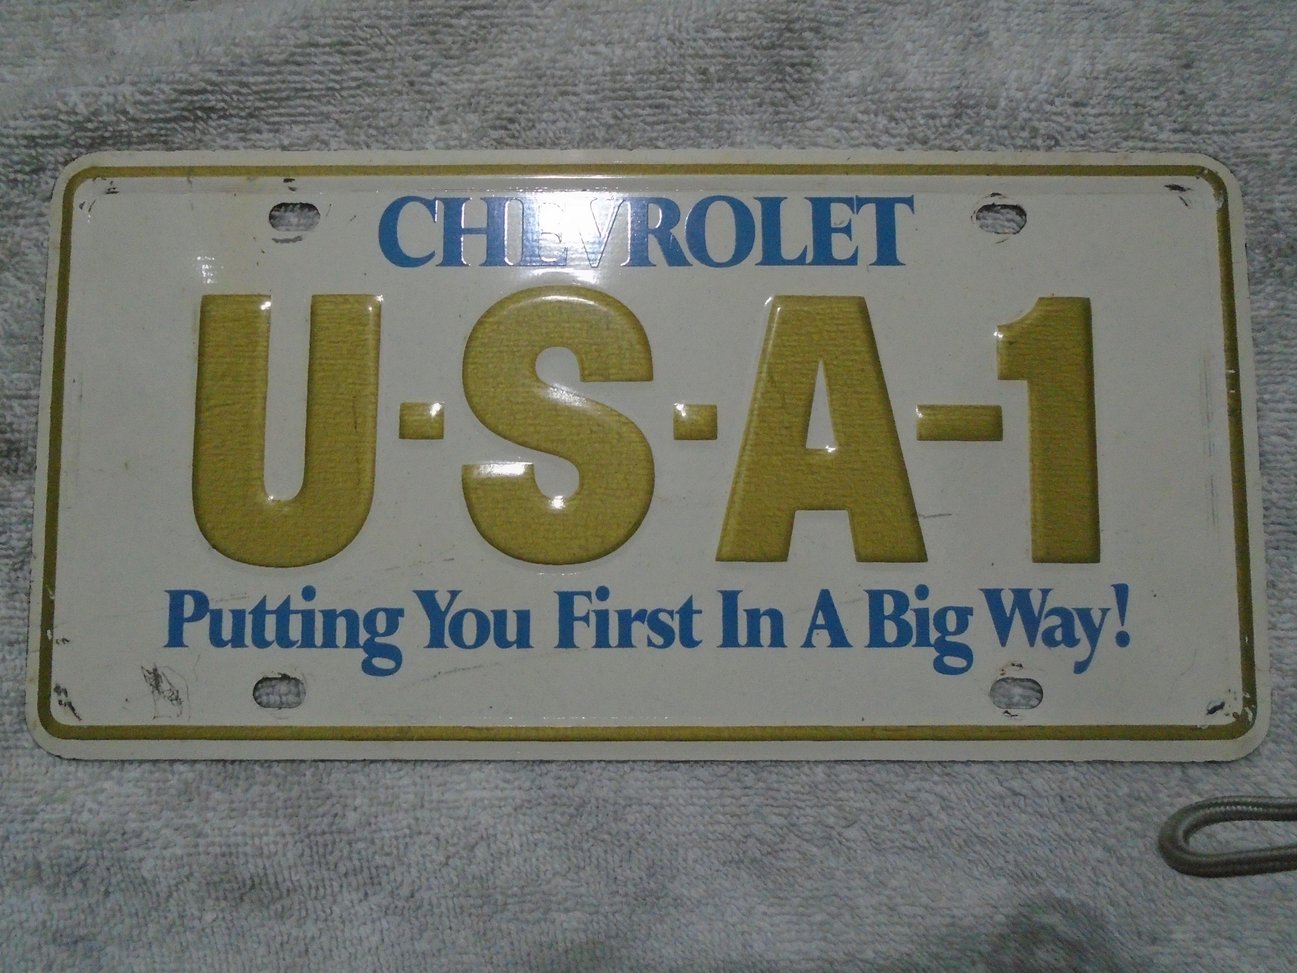 CHEVROLET
U-S-A-1
Putting You First In A Big Way!